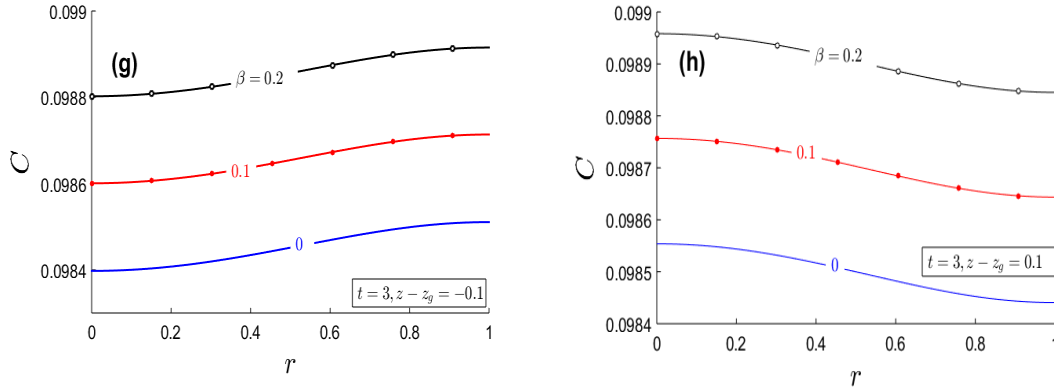 (g)
C
0.099
0.0988
0.0986
0.0984
β = 0.2
0.1
0
t = 3, z − z_g = −0.1
0 0.2 0.4 0.6 0.8 1
r
(h)
C
0.099
0.0989
0.0988
0.0987
0.0986
0.0985
0.0984
β = 0.2
0.1
0
t = 3, z − z_g = 0.1
0 0.2 0.4 0.6 0.8 1
r